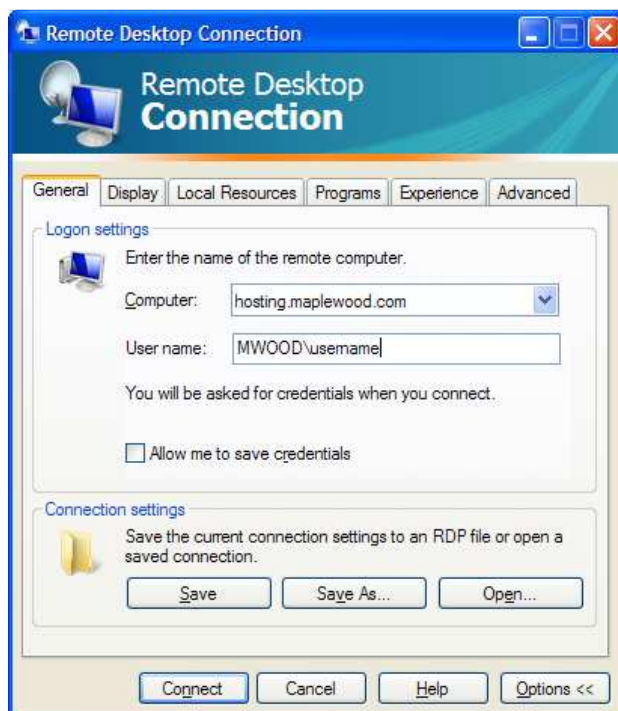 Remote Desktop Connection
Remote Desktop
Connection
General Display Local Resources Programs Experience Advanced
Logon settings
Enter the name of the remote computer.
Computer: hosting.maplewood.com
User name: MWOOD\username
You will be asked for credentials when you connect.
Allow me to save credentials
Connection settings
Save the current connection settings to an RDP file or open a
saved connection.
Save Save As... Open...
Connect Cancel Help Options <<